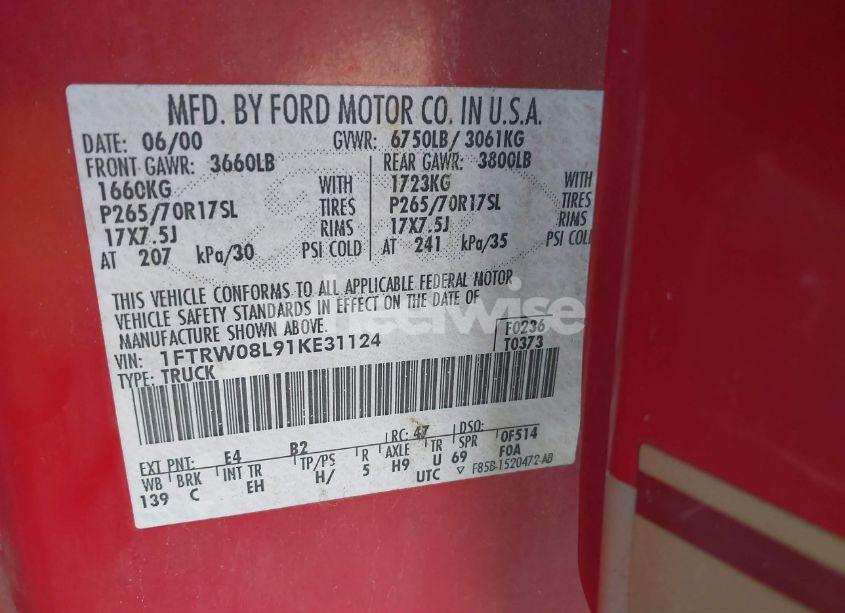 MFD. BY FORD MOTOR CO. IN U.S.A.
DATE: 06/00 GVWR: 6750LB/ 3061KG
FRONT GAWR: 3660LB REAR GAWR: 3800LB
1660KG WITH 1723KG WITH
P265/70R17SL TIRES P265/70R17SL TIRES
17X7.5J RIMS 17X7.5J RIMS
AT 207 kPa/30 PSI COLD AT 241 kPa/35 PSI COLD
THIS VEHICLE CONFORMS TO ALL APPLICABLE FEDERAL MOTOR
VEHICLE SAFETY STANDARDS IN EFFECT ON THE DATE OF
MANUFACTURE SHOWN ABOVE.
VIN: 1FTRW08L91KE31124 F0236
TYPE: TRUCK T0373
EXT PNT: E4 B2 RC: 47 DSO: 0F514
WB BRK INT TR TP/PS R AXLE TR SPR F0A
139 C EH H/ 5 H9 U 69
UTC ▽ F85B-1520472-AB